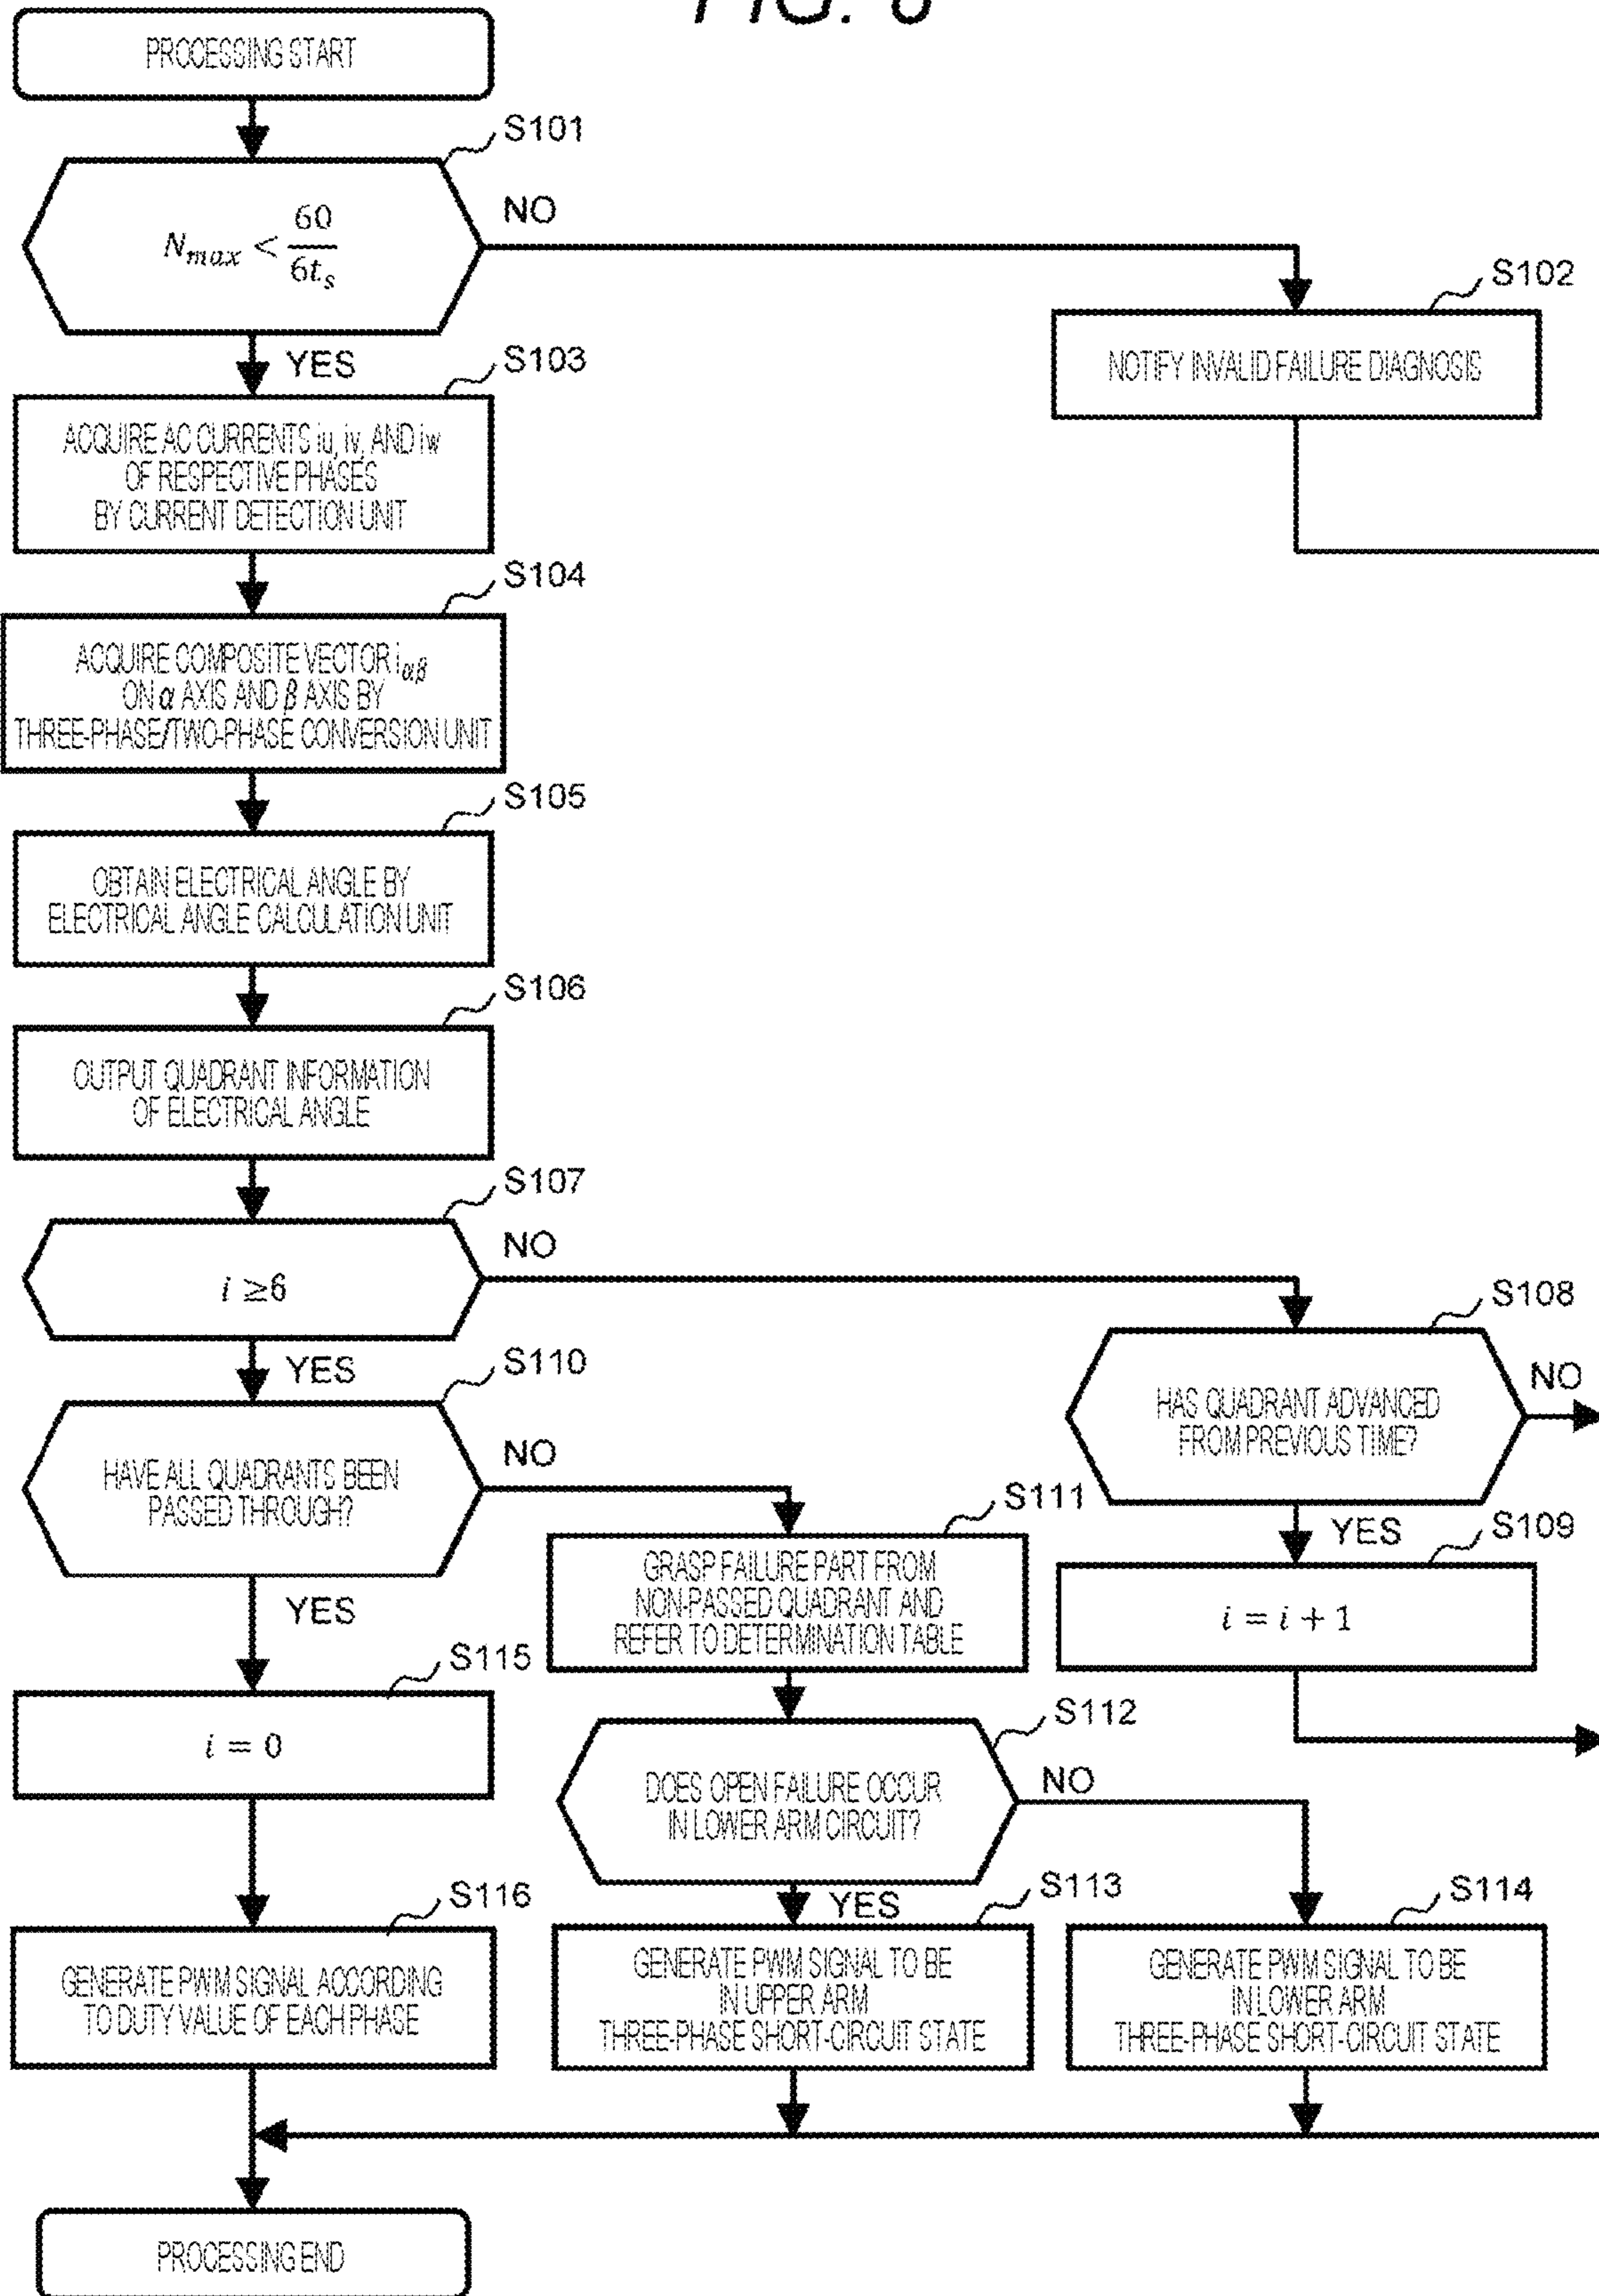 PROCESSING START
S101
N_max < 60/6t_s
NO
S102
NOTIFY INVALID FAILURE DIAGNOSIS
YES
S103
ACQUIRE AC CURRENTS iu, iv, AND iw
OF RESPECTIVE PHASES
BY CURRENT DETECTION UNIT
S104
ACQUIRE COMPOSITE VECTOR i_αβ
ON α AXIS AND β AXIS BY
THREE-PHASE/TWO-PHASE CONVERSION UNIT
S105
OBTAIN ELECTRICAL ANGLE BY
ELECTRICAL ANGLE CALCULATION UNIT
S106
OUTPUT QUADRANT INFORMATION
OF ELECTRICAL ANGLE
S107
i ≥6
NO
S108
HAS QUADRANT ADVANCED
FROM PREVIOUS TIME?
NO
YES
S109
i = i + 1
YES
S110
HAVE ALL QUADRANTS BEEN
PASSED THROUGH?
NO
S111
GRASP FAILURE PART FROM
NON-PASSED QUADRANT AND
REFER TO DETERMINATION TABLE
S112
DOES OPEN FAILURE OCCUR
IN LOWER ARM CIRCUIT?
NO
YES
S113
GENERATE PWM SIGNAL TO BE
IN UPPER ARM
THREE-PHASE SHORT-CIRCUIT STATE
S114
GENERATE PWM SIGNAL TO BE
IN LOWER ARM
THREE-PHASE SHORT-CIRCUIT STATE
YES
S115
i = 0
S116
GENERATE PWM SIGNAL ACCORDING
TO DUTY VALUE OF EACH PHASE
PROCESSING END